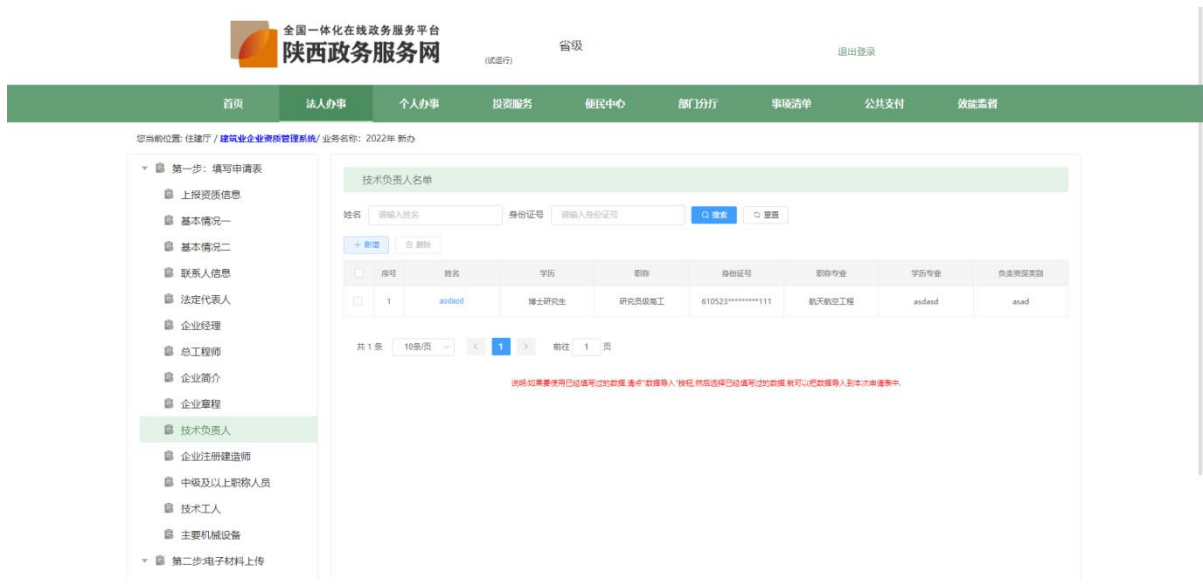 全国一体化在线政务服务平台
陕西政务服务网
(试运行)
省级
退出登录
首页 法人办事 个人办事 投资服务 便民中心 部门分厅 事项清单 公共支付 效能监督
您当前位置: 住建厅 / 建筑业企业资质管理系统/ 业务名称：2022年 新办
第一步：填写申请表
上报资质信息
基本情况一
基本情况二
联系人信息
法定代表人
企业经理
总工程师
企业简介
企业章程
技术负责人
企业注册建造师
中级及以上职称人员
技术工人
主要机械设备
第二步:电子材料上传
技术负责人名单
姓名 请输入姓名 身份证号 请输入身份证号 搜索 重置
+ 新增 删除
序号 姓名 学历 职称 身份证号 职称专业 学历专业 负责资质类别
1 asdasd 博士研究生 研究员级高工 610523*********111 航天航空工程 asdasd asad
共 1 条 10条/页 < 1 > 前往 1 页
说明:如果要使用已经填写过的数据,请点"数据导入"按钮,然后选择已经填写过的数据,就可以把数据导入到本次申请表中.